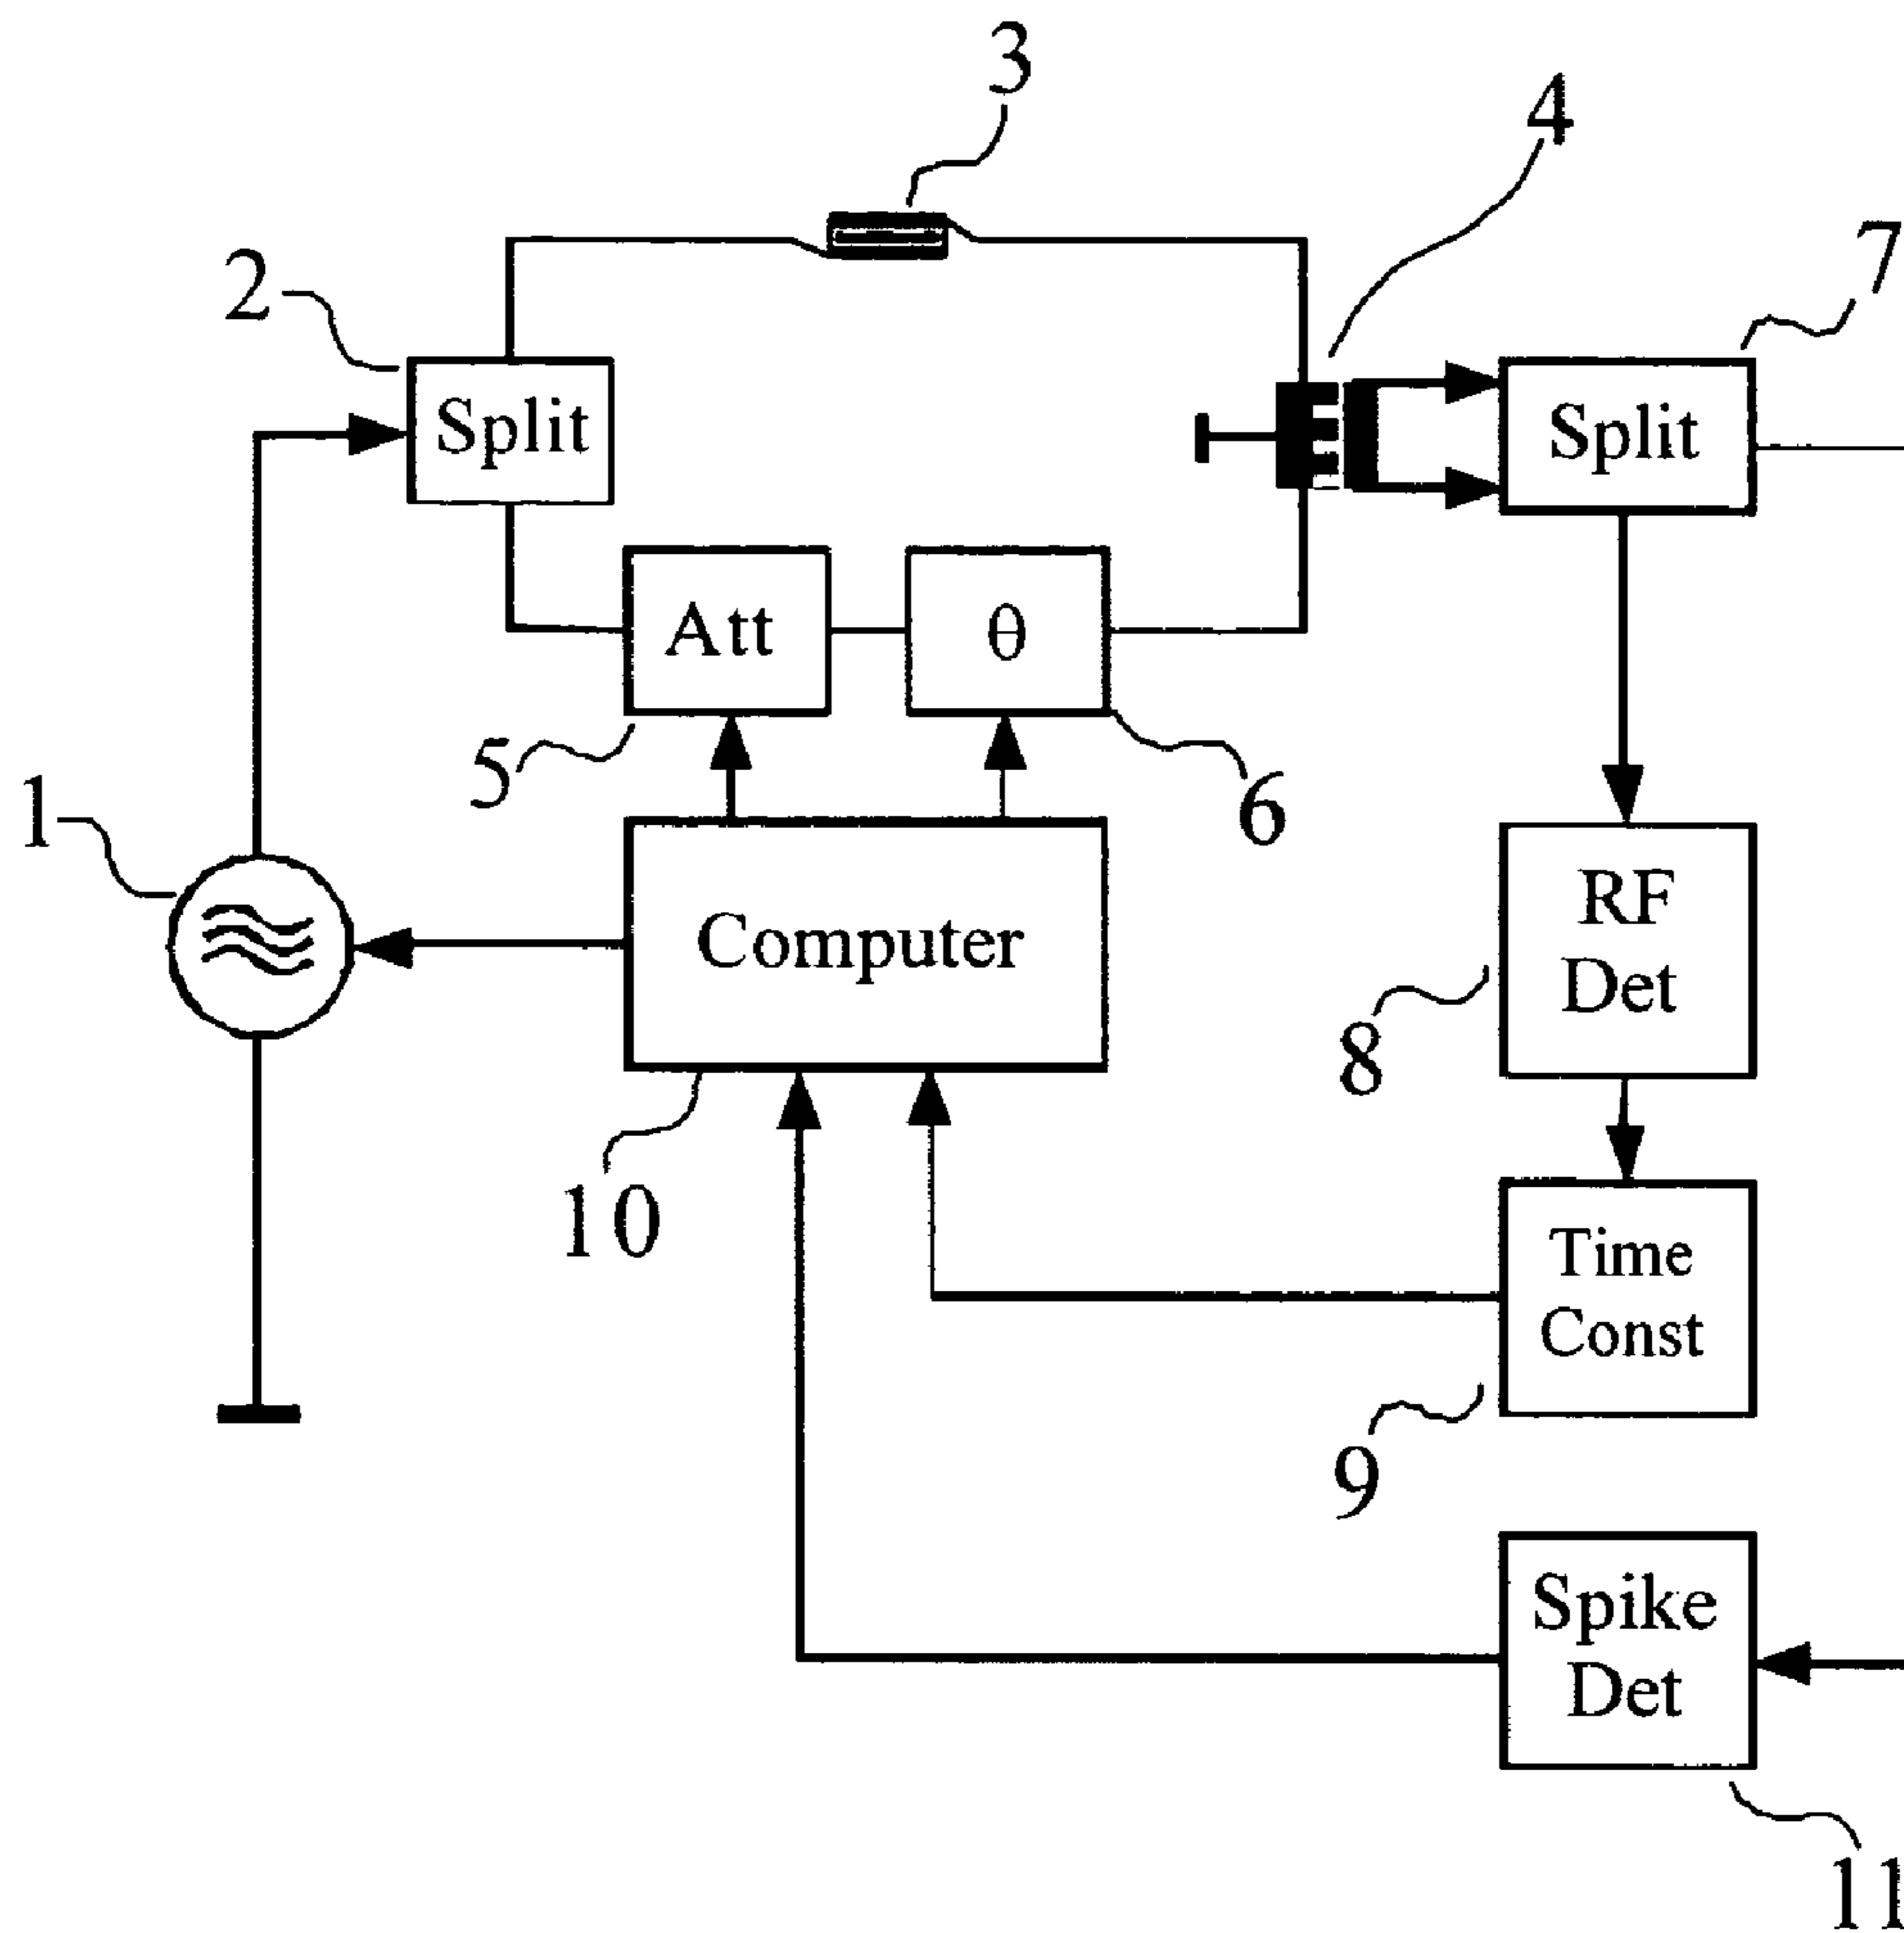 3
4
2
7
Split
Split
Att
θ
5
6
1
Computer
RF
Det
8
10
Time
Const
9
Spike
Det
11